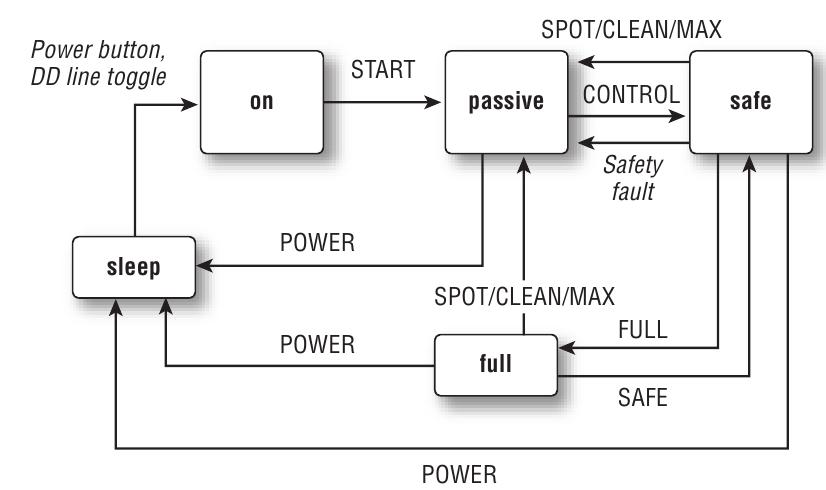 SPOT/CLEAN/MAX
Power button,
DD line toggle
START
on
passive
CONTROL
safe
Safety
fault
POWER
sleep
SPOT/CLEAN/MAX
FULL
POWER
full
SAFE
POWER